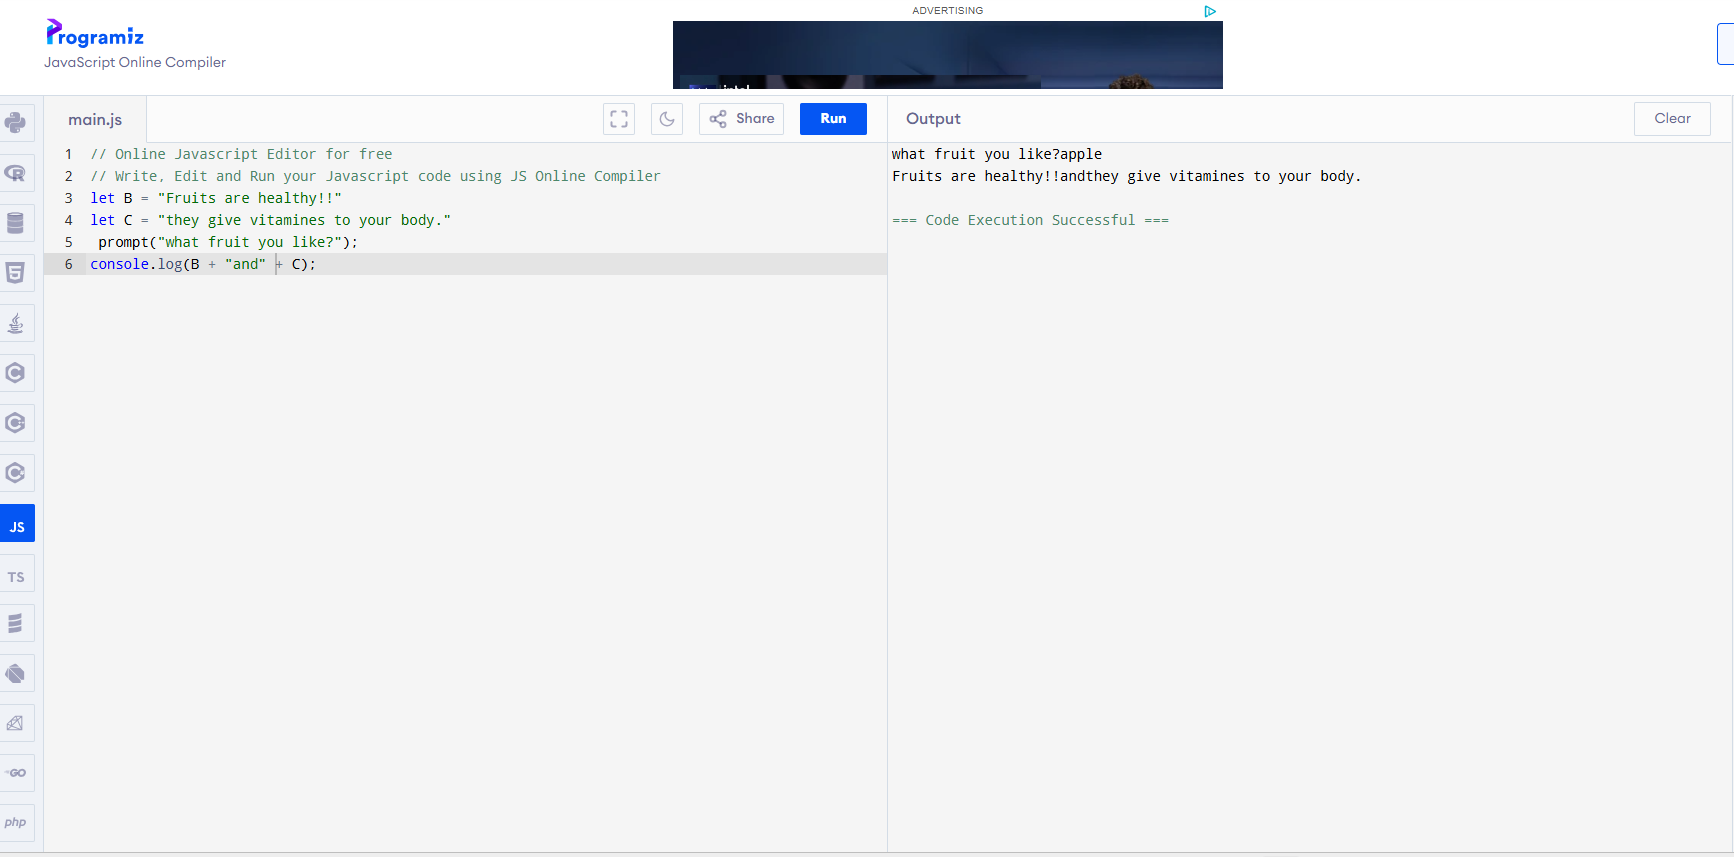 ADVERTISING
Programiz
JavaScript Online Compiler
intel
main.js
Share
Run
Output
Clear
1 // Online Javascript Editor for free
2 // Write, Edit and Run your Javascript code using JS Online Compiler
3 let B = "Fruits are healthy!!"
4 let C = "they give vitamines to your body."
5 prompt("what fruit you like?");
6 console.log(B + "and" + C);
what fruit you like?apple
Fruits are healthy!!andthey give vitamines to your body.
=== Code Execution Successful ===
R
JS
TS
GO
php